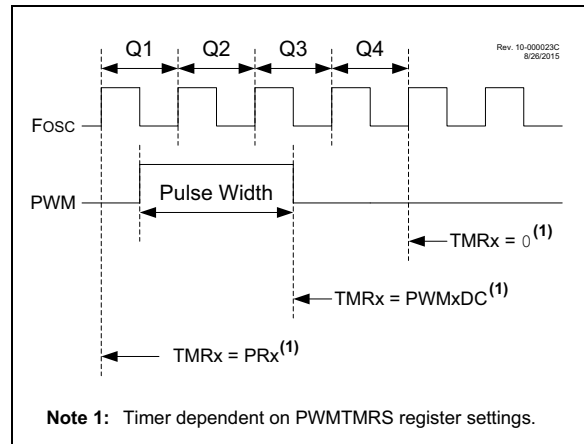 Q1 Q2 Q3 Q4
Rev. 10-000023C
8/26/2015
FOSC
PWM
Pulse Width
TMRx = 0(1)
TMRx = PWMxDC(1)
TMRx = PRx(1)
Note 1: Timer dependent on PWMTMRS register settings.